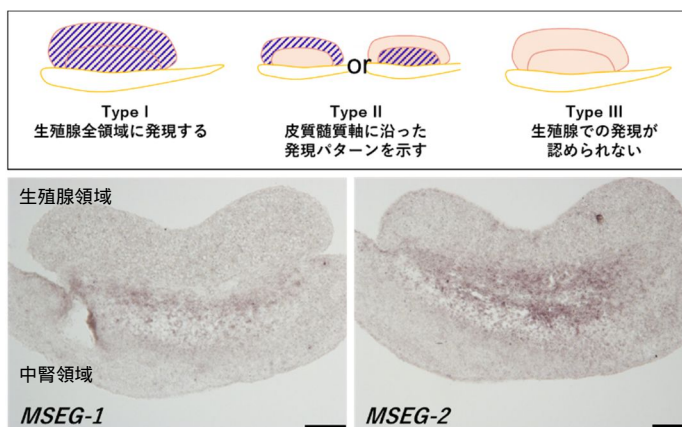 or
Type I
生殖腺全領域に発現する
Type II
皮質髄質軸に沿った
発現パターンを示す
Type III
生殖腺での発現が
認められない
生殖腺領域
中腎領域
MSEG-1
MSEG-2